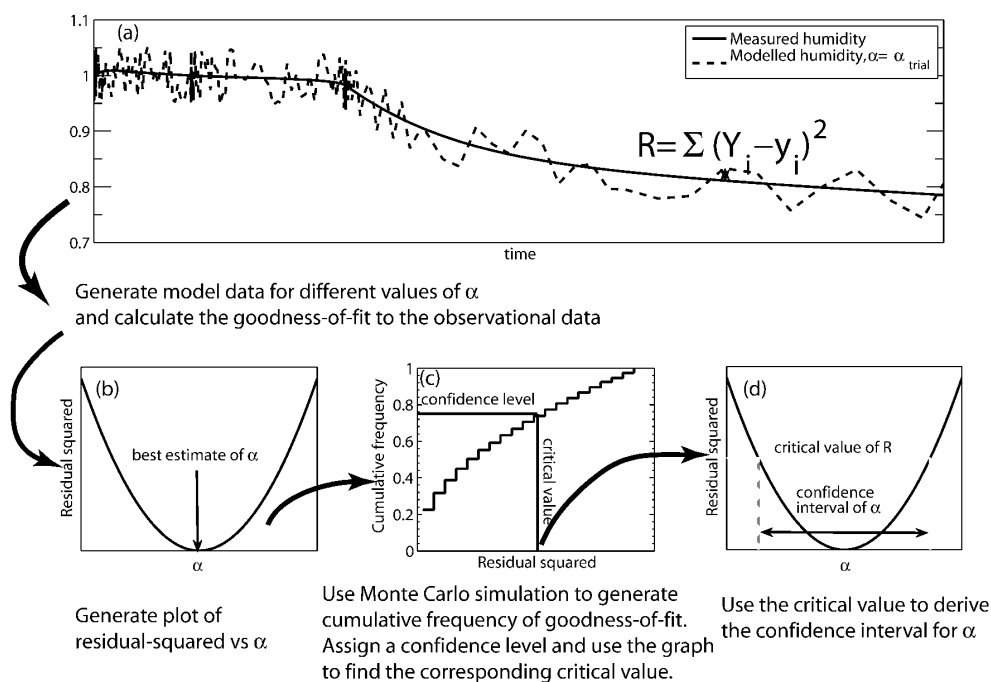 1.1
(a)
Measured humidity
Modelled humidity, α= α trial
1
0.9
R=Σ (Yi−yi)2
0.8
0.7
time
Generate model data for different values of α
and calculate the goodness-of-fit to the observational data
(b)
Residual squared
best estimate of α
α
Generate plot of
residual-squared vs α
(c)
Cumulative frequency
1
0.8
0.6
0.4
0.2
0
confidence level
critical value
Residual squared
Use Monte Carlo simulation to generate
cumulative frequency of goodness-of-fit.
Assign a confidence level and use the graph
to find the corresponding critical value.
(d)
Residual squared
critical value of R
confidence
interval of α
α
Use the critical value to derive
the confidence interval for α